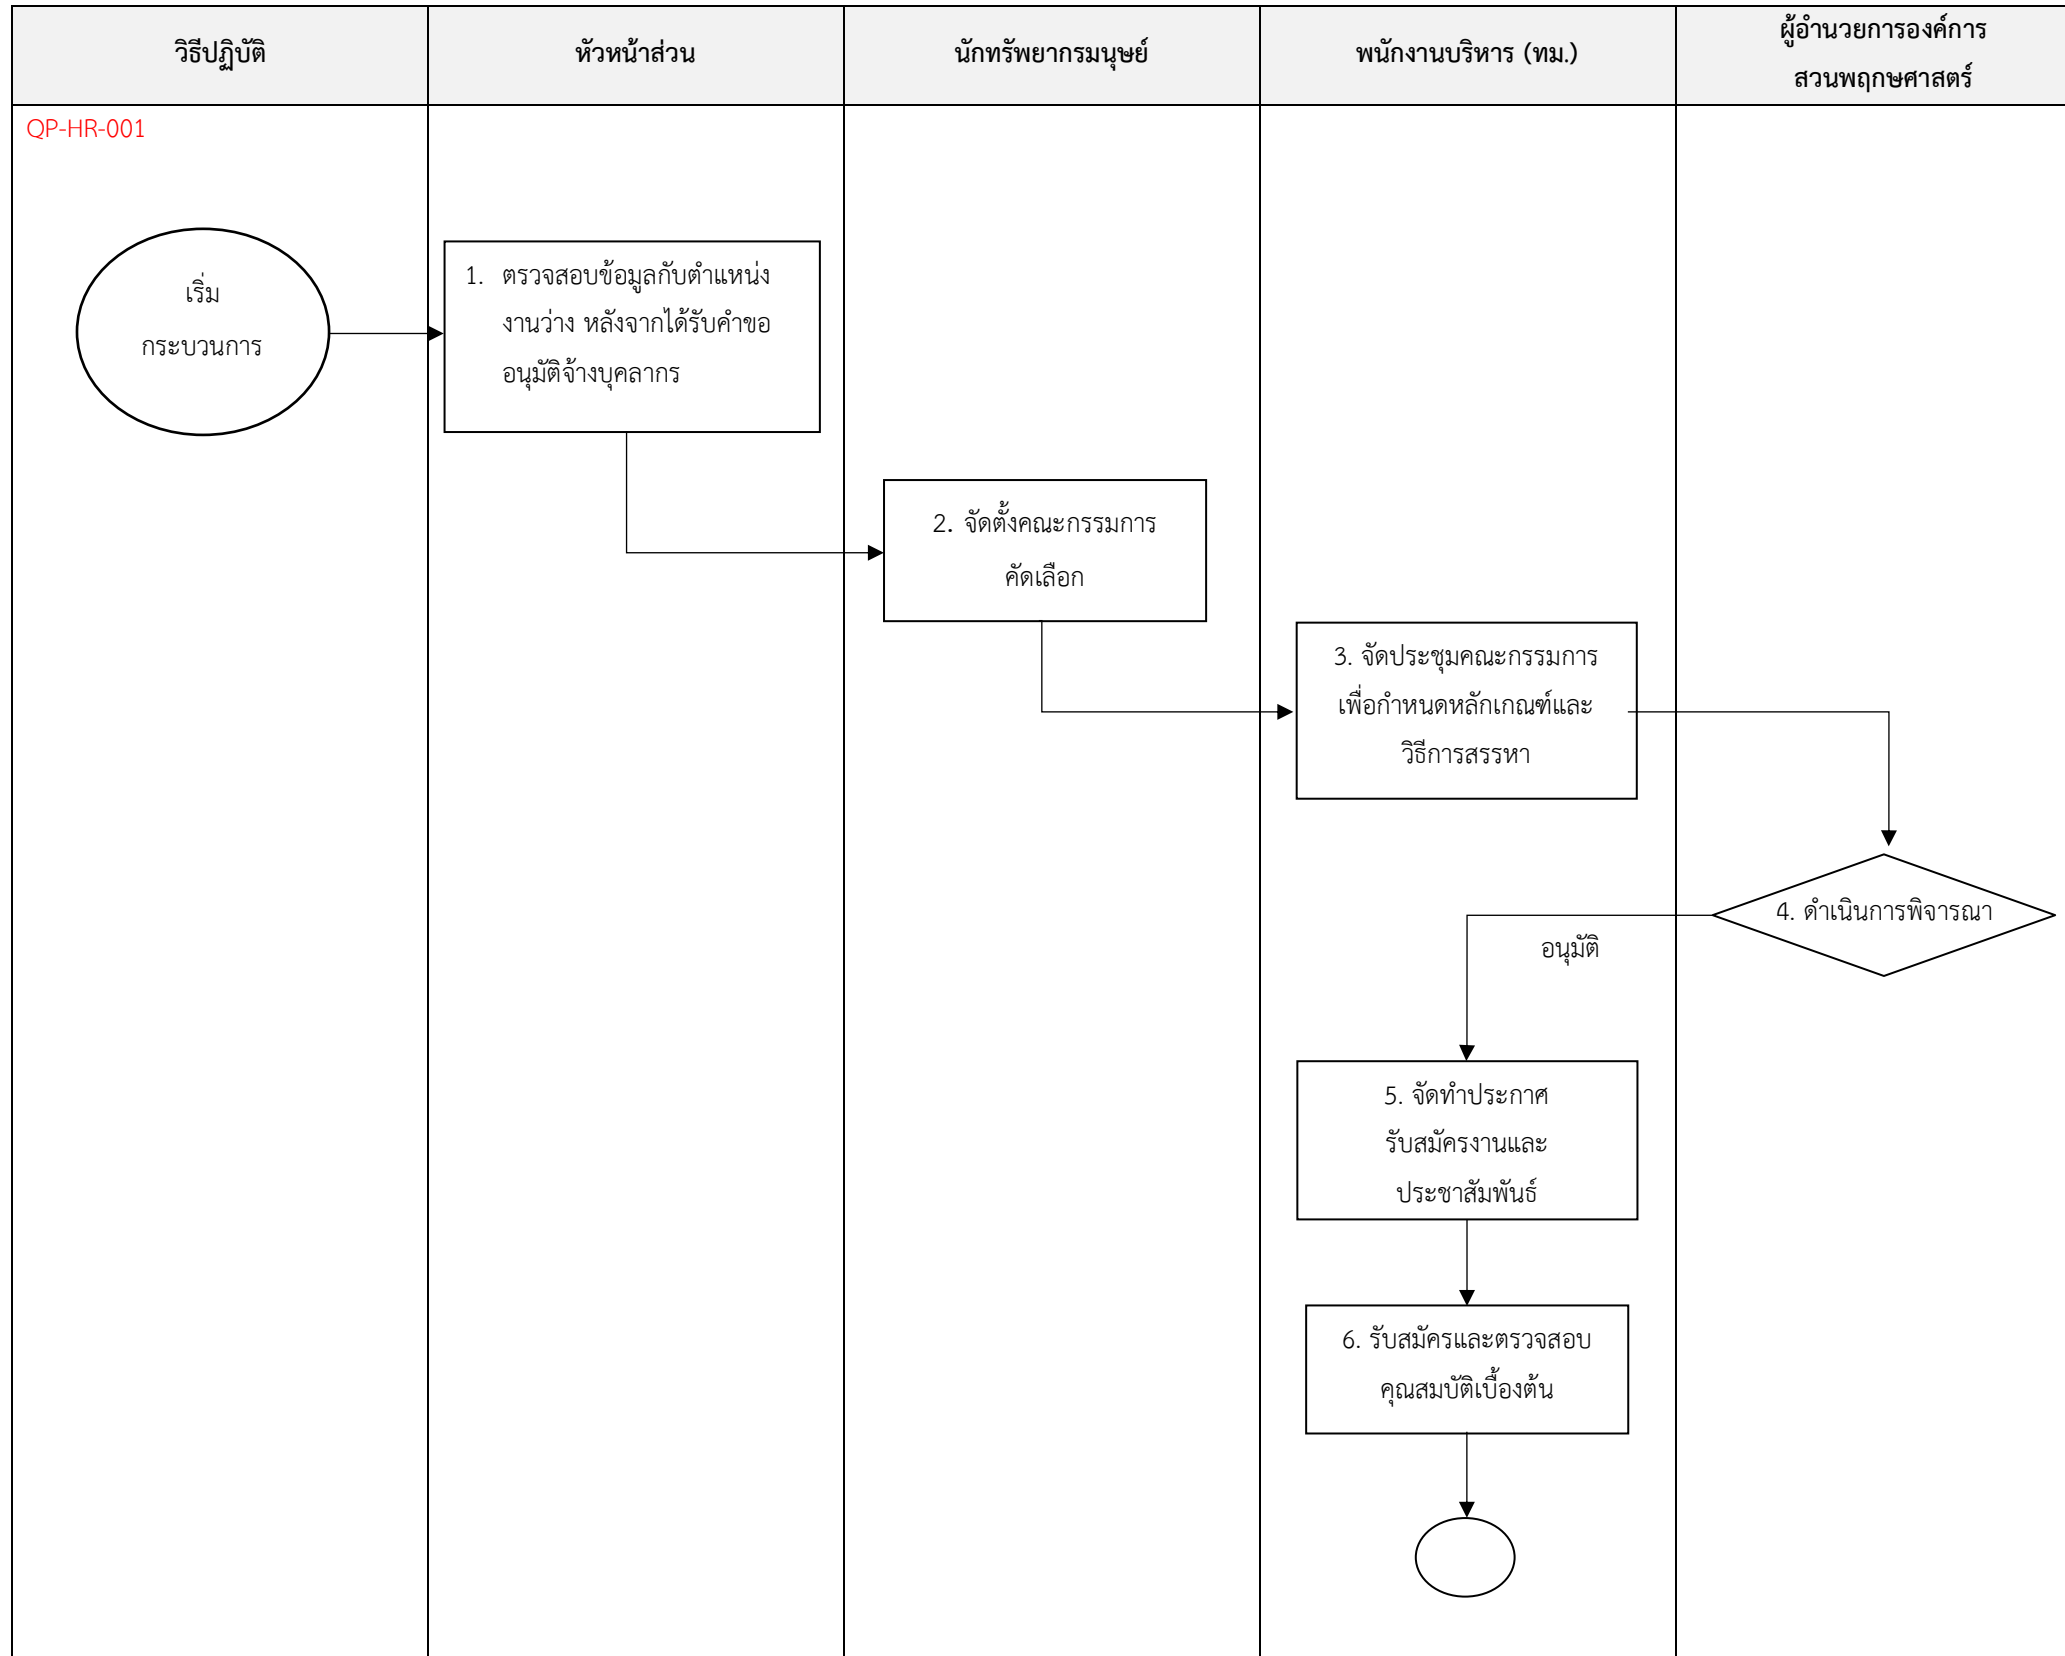 วิธีปฏิบัติ
หัวหน้าส่วน
นักทรัพยากรมนุษย์
พนักงานบริหาร (ทม.)
ผู้อำนวยการองค์การ
สวนพฤกษศาสตร์
QP-HR-001
เริ่ม
กระบวนการ
1. ตรวจสอบข้อมูลกับตำแหน่ง
งานว่าง หลังจากได้รับคำขอ
อนุมัติจ้างบุคลากร
2. จัดตั้งคณะกรรมการ
คัดเลือก
3. จัดประชุมคณะกรรมการ
เพื่อกำหนดหลักเกณฑ์และ
วิธีการสรรหา
4. ดำเนินการพิจารณา
อนุมัติ
5. จัดทำประกาศ
รับสมัครงานและ
ประชาสัมพันธ์
6. รับสมัครและตรวจสอบ
คุณสมบัติเบื้องต้น